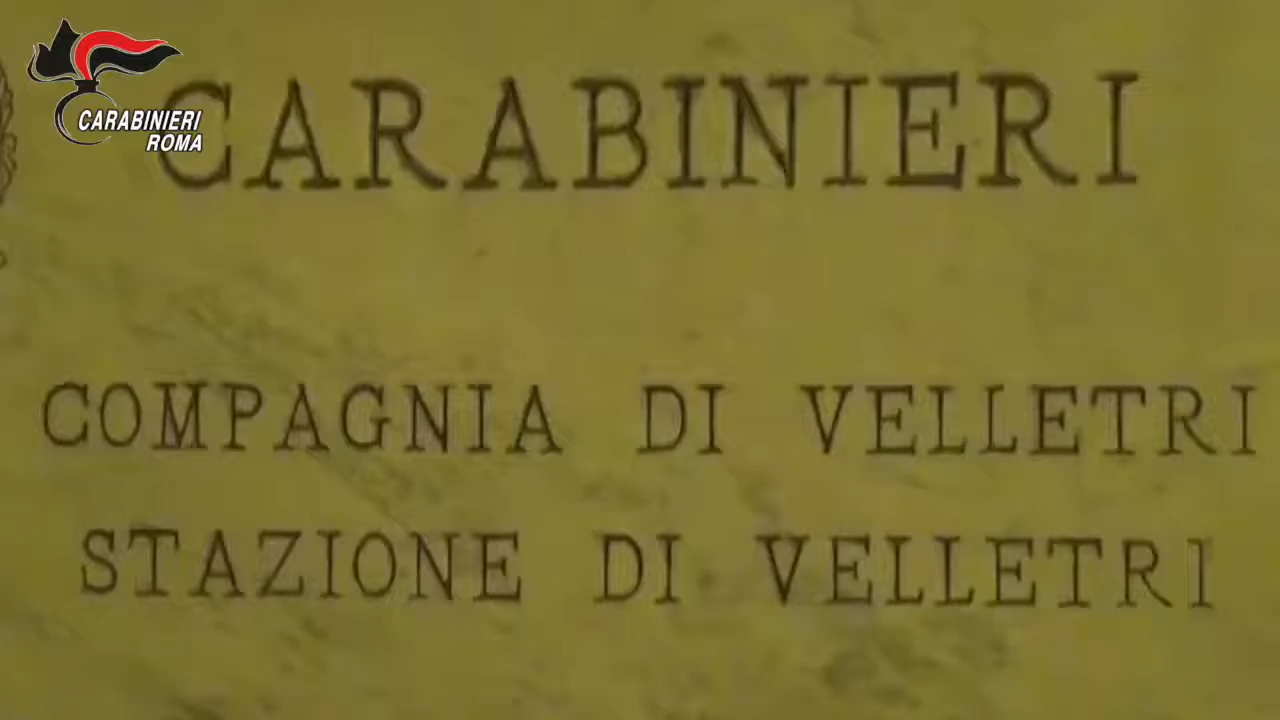 CARABINIERI
ROMA
CARABINIERI
COMPAGNIA DI VELLETRI
STAZIONE DI VELLETRI